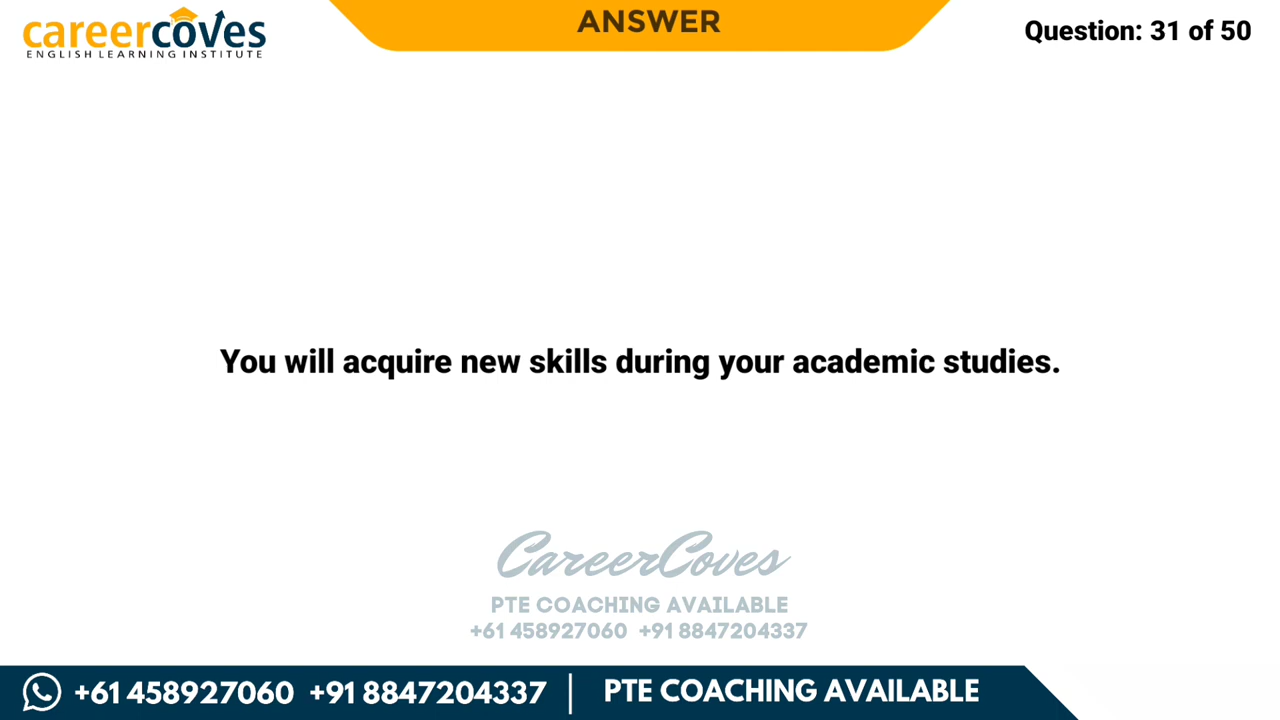 careercoves
ENGLISH LEARNING INSTITUTE
ANSWER
Question: 31 of 50
You will acquire new skills during your academic studies.
CareerCoves
PTE COACHING AVAILABLE
+61 458927060 +91 8847204337
+61 458927060 +91 8847204337 | PTE COACHING AVAILABLE